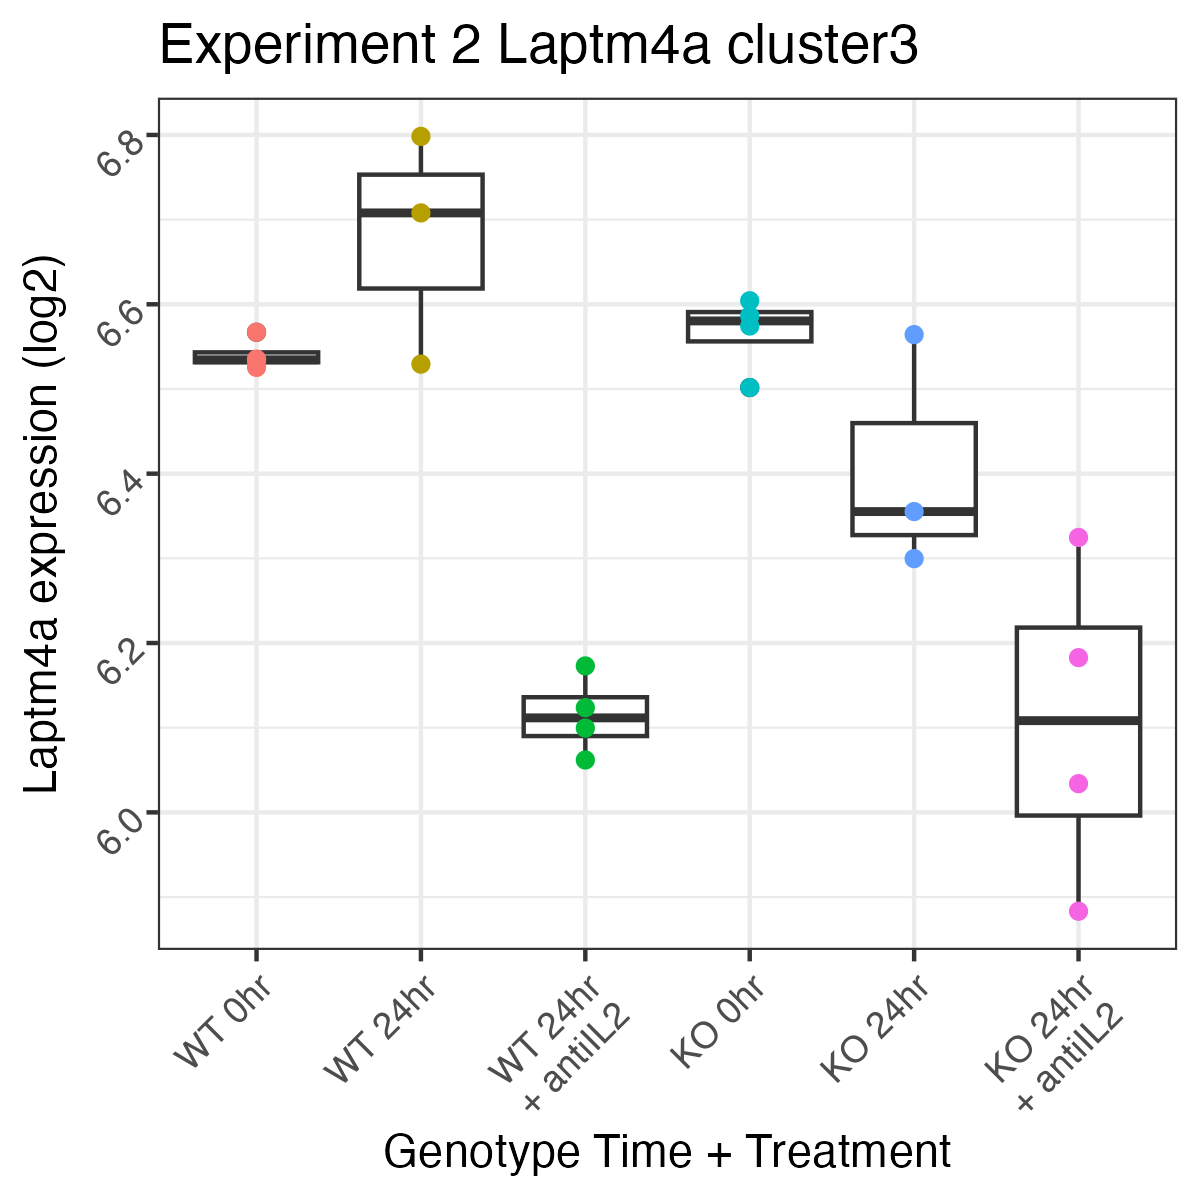 Experiment 2 Laptm4a cluster3
Laptm4a expression (log2)
6.8
6.6
6.4
6.2
6.0
WT 0hr
WT 24hr
WT 24hr
+ antiIL2
KO 0hr
KO 24hr
KO 24hr
+ antiIL2
Genotype Time + Treatment